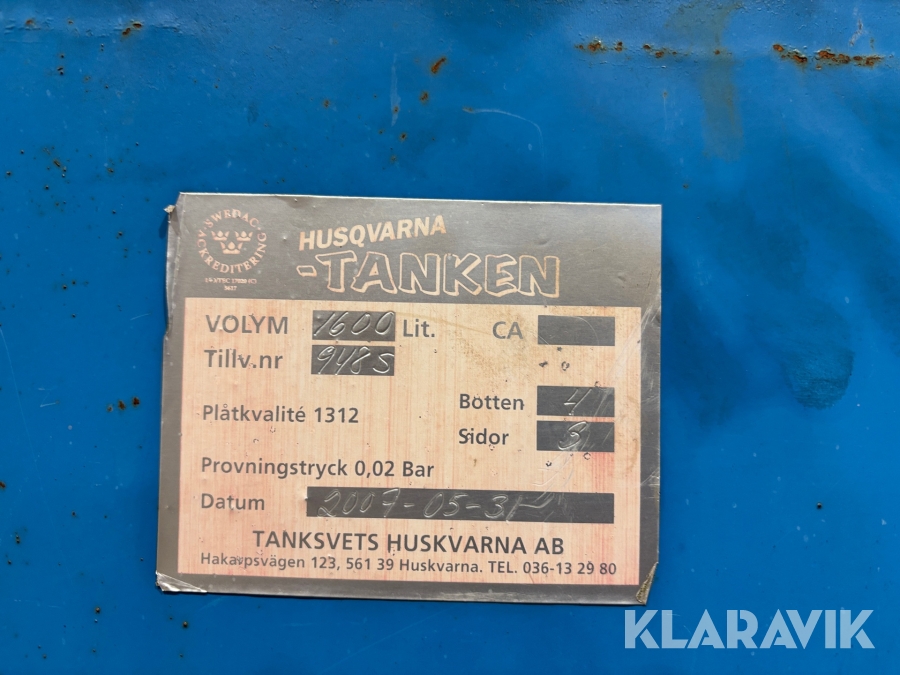 SWEDAC
ACKREDITERING
HUSQVARNA
-TANKEN
VOLYM 1600 Lit. CA
Tillv.nr 948S
Plåtkvalité 1312
Botten 4
Sidor 3
Provningstryck 0,02 Bar
Datum 2007-05-31
TANKSVETS HUSKVARNA AB
Hakarpsvägen 123, 561 39 Huskvarna. TEL. 036-13 29 80
KLARAVIK